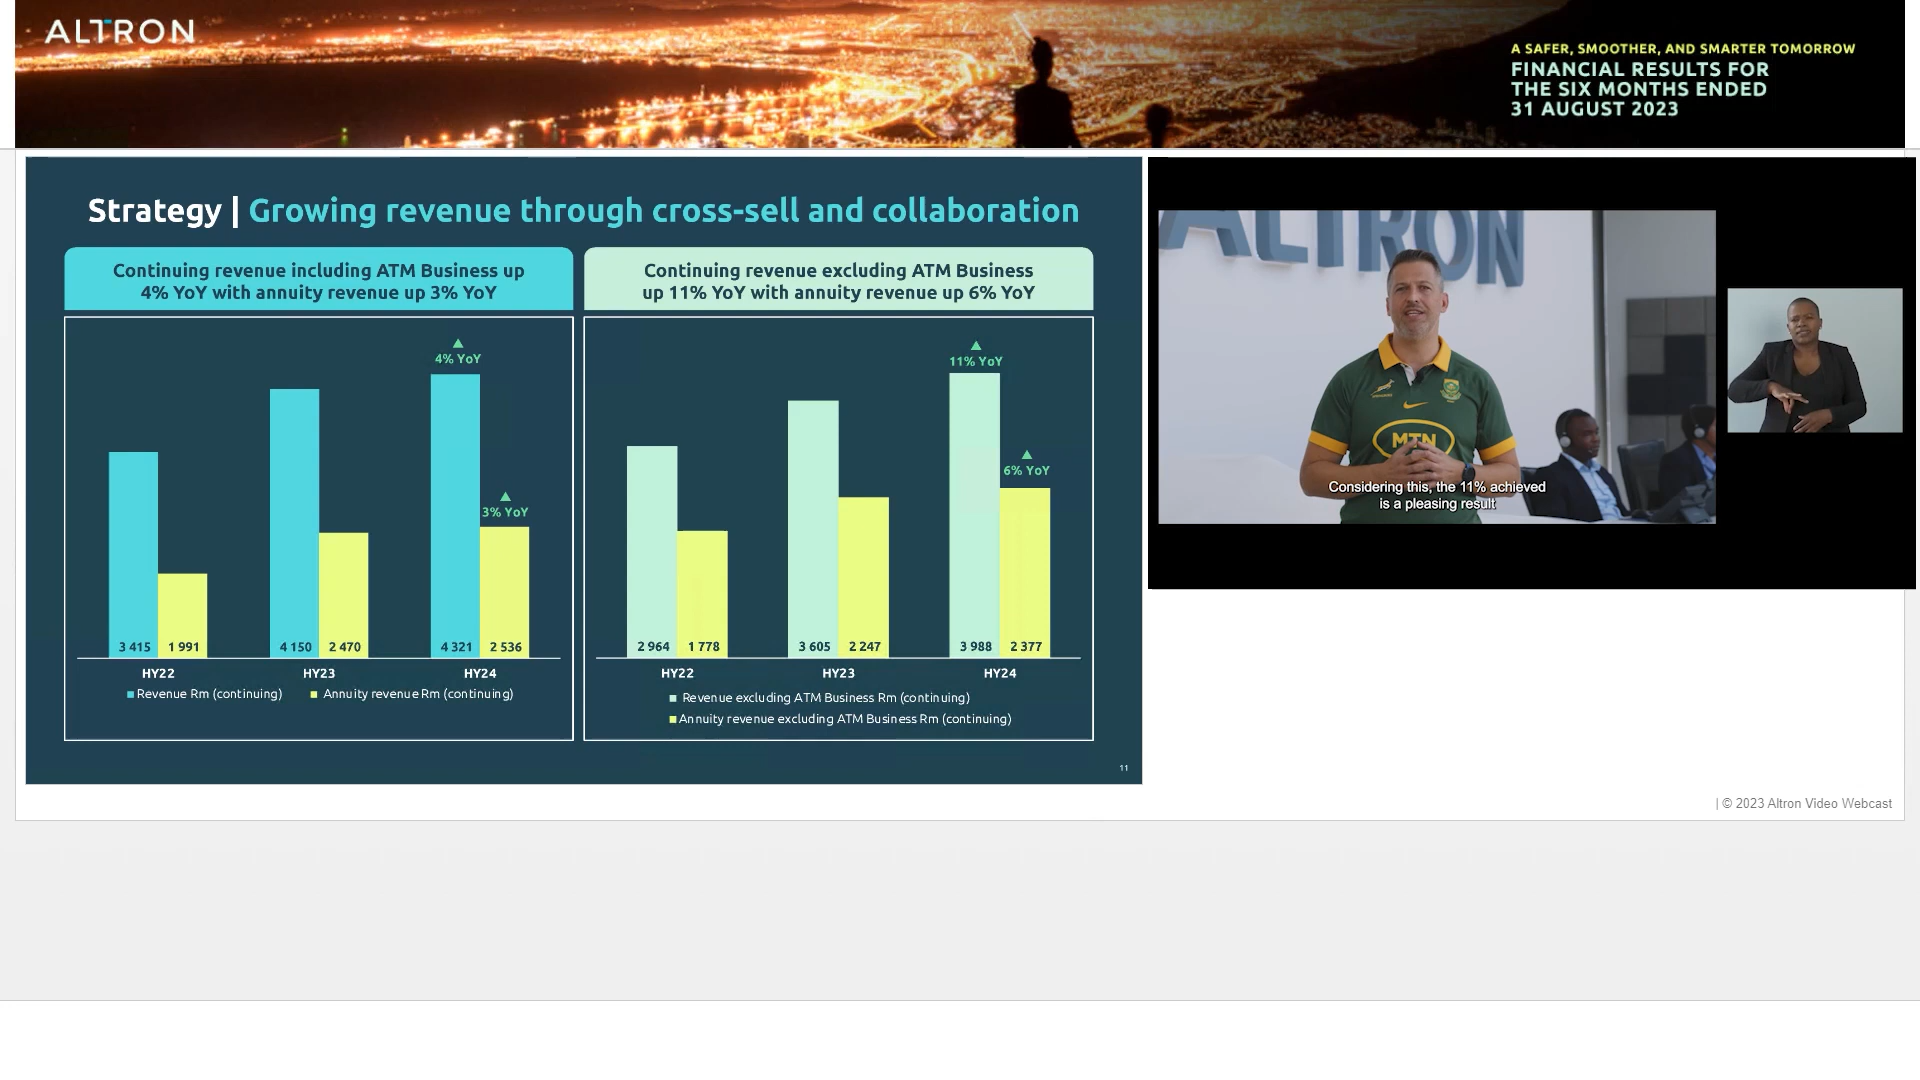 ALTRON
A SAFER, SMOOTHER, AND SMARTER TOMORROW
FINANCIAL RESULTS FOR
THE SIX MONTHS ENDED
31 AUGUST 2023
Strategy | Growing revenue through cross-sell and collaboration
Continuing revenue including ATM Business up
4% YoY with annuity revenue up 3% YoY
4% YoY
3% YoY
3 415 1 991 4 150 2 470 4 321 2 536
HY22 HY23 HY24
Revenue Rm (continuing) Annuity revenue Rm (continuing)
Continuing revenue excluding ATM Business
up 11% YoY with annuity revenue up 6% YoY
11% YoY
6% YoY
2 964 1 778 3 605 2 247 3 988 2 377
HY22 HY23 HY24
Revenue excluding ATM Business Rm (continuing)
Annuity revenue excluding ATM Business Rm (continuing)
11
ALTRON
MTN
Considering this, the 11% achieved
is a pleasing result
| © 2023 Altron Video Webcast